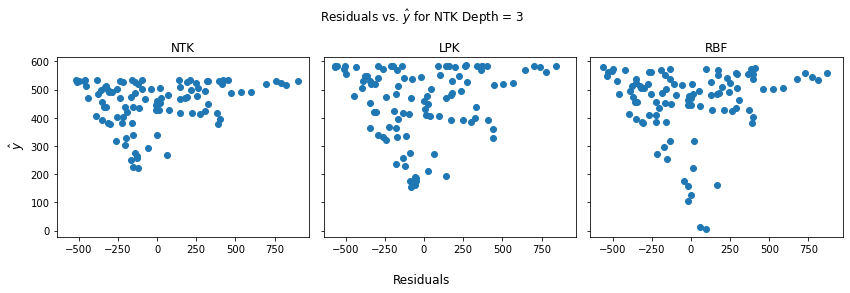 Residuals vs. ŷ for NTK Depth = 3
NTK LPK RBF
600
500
400
300
200
100
0
ŷ
−500 −250 0 250 500 750 −500 −250 0 250 500 750 −500 −250 0 250 500 750
Residuals